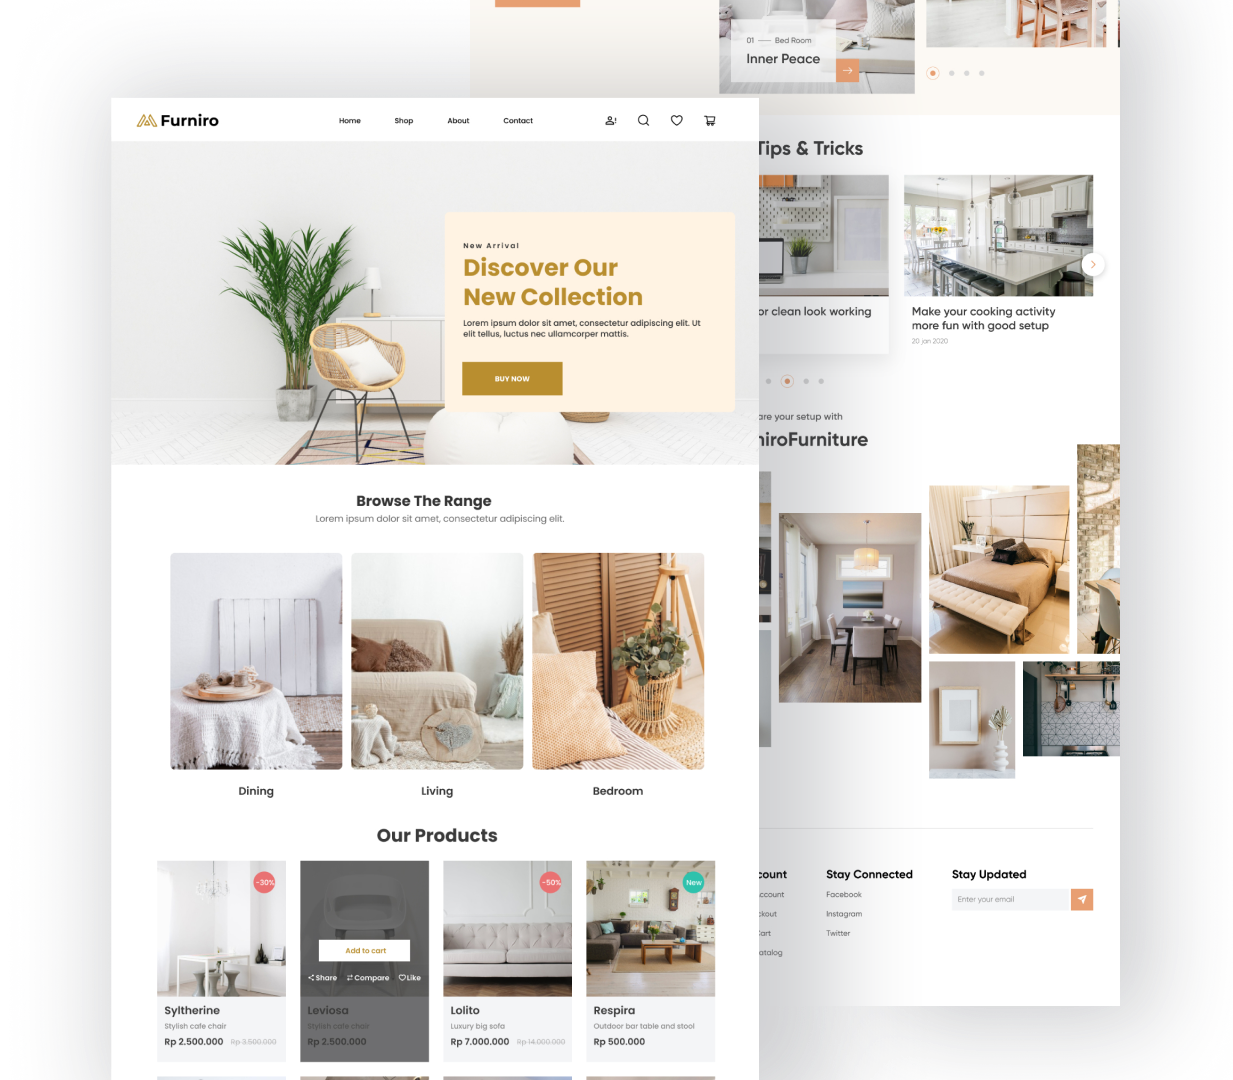 01 — Bed Room
Inner Peace
Furniro
Home
Shop
About
Contact
New Arrival
Discover Our
New Collection
Lorem ipsum dolor sit amet, consectetur adipiscing elit. Ut
elit tellus, luctus nec ullamcorper mattis.
BUY NOW
Browse The Range
Lorem ipsum dolor sit amet, consectetur adipiscing elit.
Dining
Living
Bedroom
Our Products
-30%
Syltherine
Stylish cafe chair
Rp 2.500.000
Rp 3.500.000
Add to cart
Share
Compare
Like
Leviosa
Stylish cafe chair
Rp 2.500.000
-50%
Lolito
Luxury big sofa
Rp 7.000.000
Rp 14.000.000
New
Respira
Outdoor bar table and stool
Rp 500.000
Tips & Tricks
or clean look working
Make your cooking activity
more fun with good setup
20 jan 2020
are your setup with
niroFurniture
count
ccount
ckout
Cart
atalog
Stay Connected
Facebook
Instagram
Twitter
Stay Updated
Enter your email